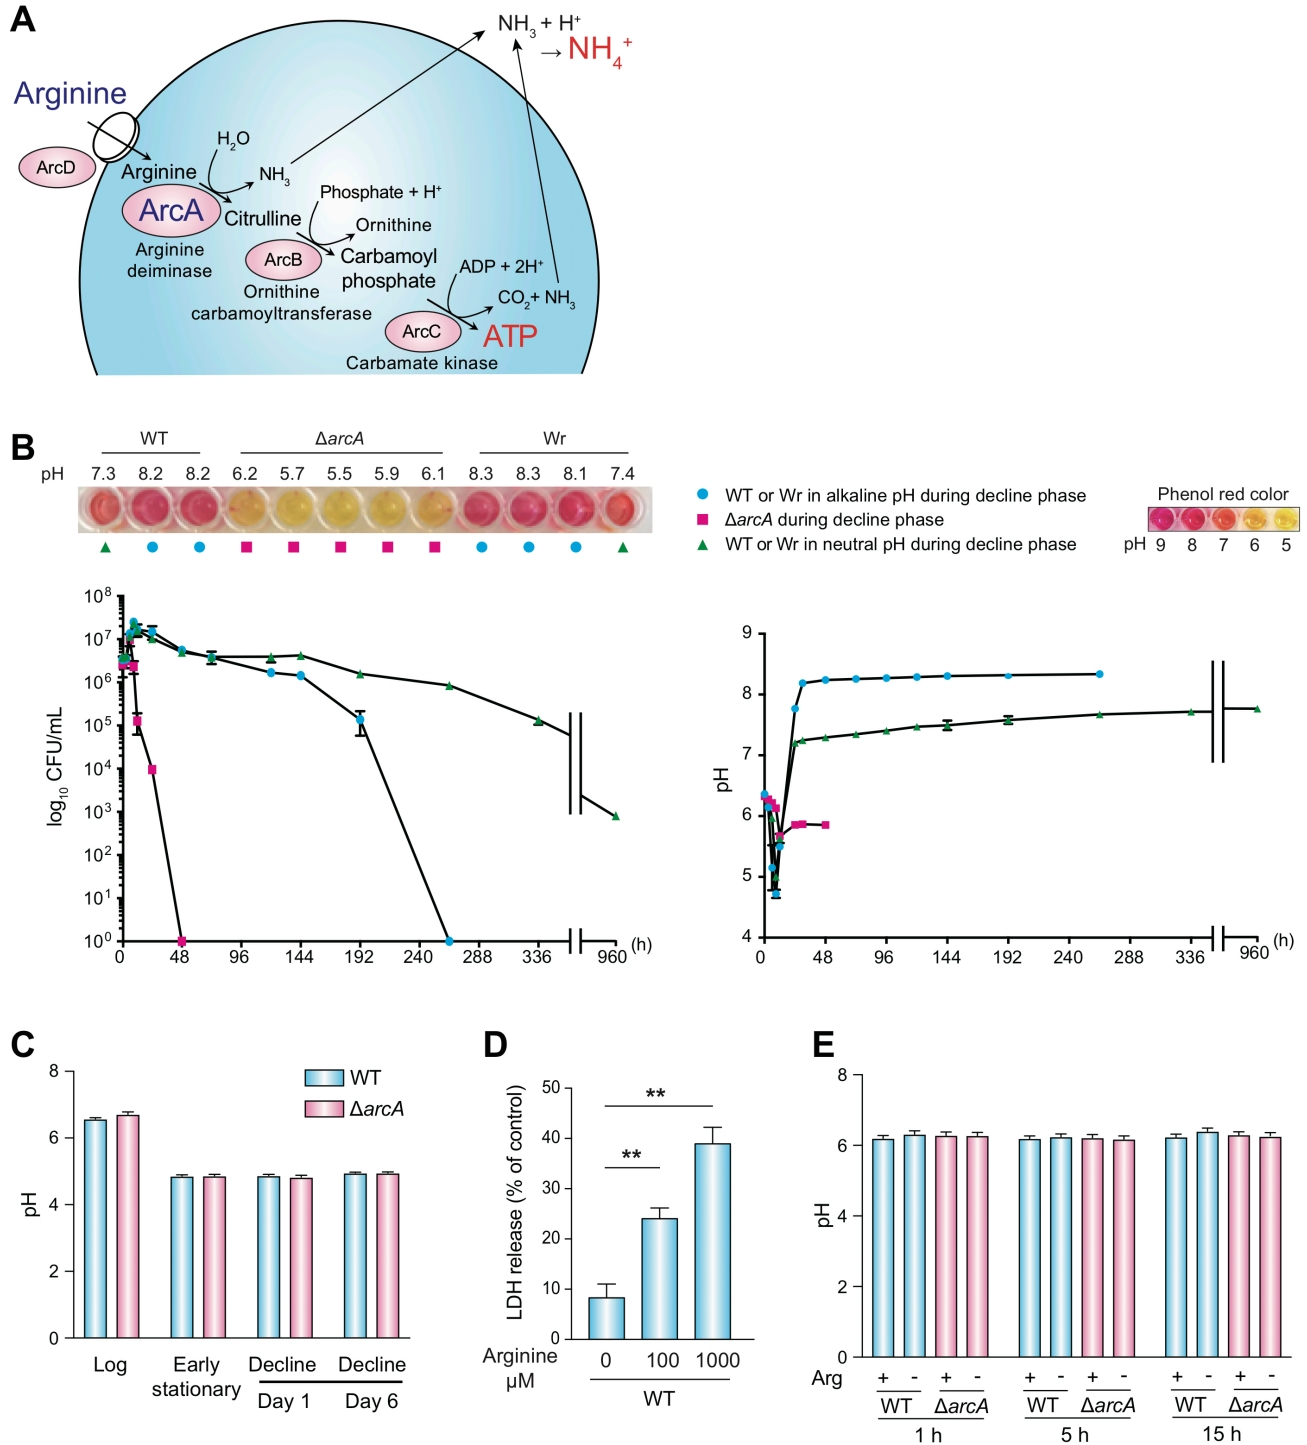 A
NH3 + H+
→ NH4+
Arginine
ArcD
H2O
Arginine
NH3
ArcA
Citrulline
Phosphate + H+
Ornithine
Arginine
deiminase
ArcB
Carbamoyl
phosphate
ADP + 2H+
Ornithine
carbamoyltransferase
CO2+ NH3
ArcC
ATP
Carbamate kinase
B
WT ΔarcA Wr
pH 7.3 8.2 8.2 6.2 5.7 5.5 5.9 6.1 8.3 8.3 8.1 7.4
WT or Wr in alkaline pH during decline phase
ΔarcA during decline phase
WT or Wr in neutral pH during decline phase
Phenol red color
pH 9 8 7 6 5
log10 CFU/mL
10^8
10^7
10^6
10^5
10^4
10^3
10^2
10^1
10^0
0 48 96 144 192 240 288 336 960 (h)
pH
9
8
7
6
5
4
0 48 96 144 192 240 288 336 960 (h)
C
WT
ΔarcA
pH
8
6
4
2
0
Log Early Decline Decline
stationary Day 1 Day 6
D
LDH release (% of control)
50
40
30
20
10
0
**
**
Arginine 0 100 1000
µM
WT
E
pH
8
6
4
2
0
Arg + - + - + - + - + - + -
WT ΔarcA WT ΔarcA WT ΔarcA
1 h 5 h 15 h